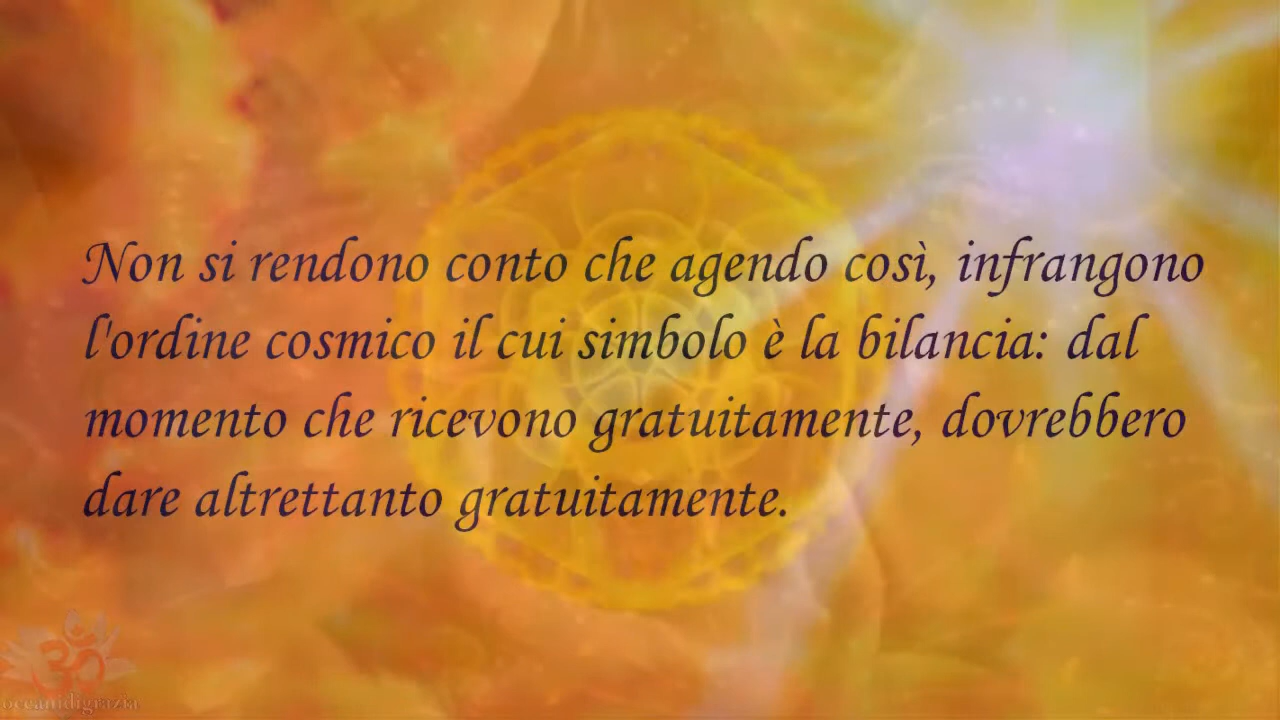 Non si rendono conto che agendo così, infrangono
l'ordine cosmico il cui simbolo è la bilancia: dal
momento che ricevono gratuitamente, dovrebbero
dare altrettanto gratuitamente.
ॐ
oceanidigrazia